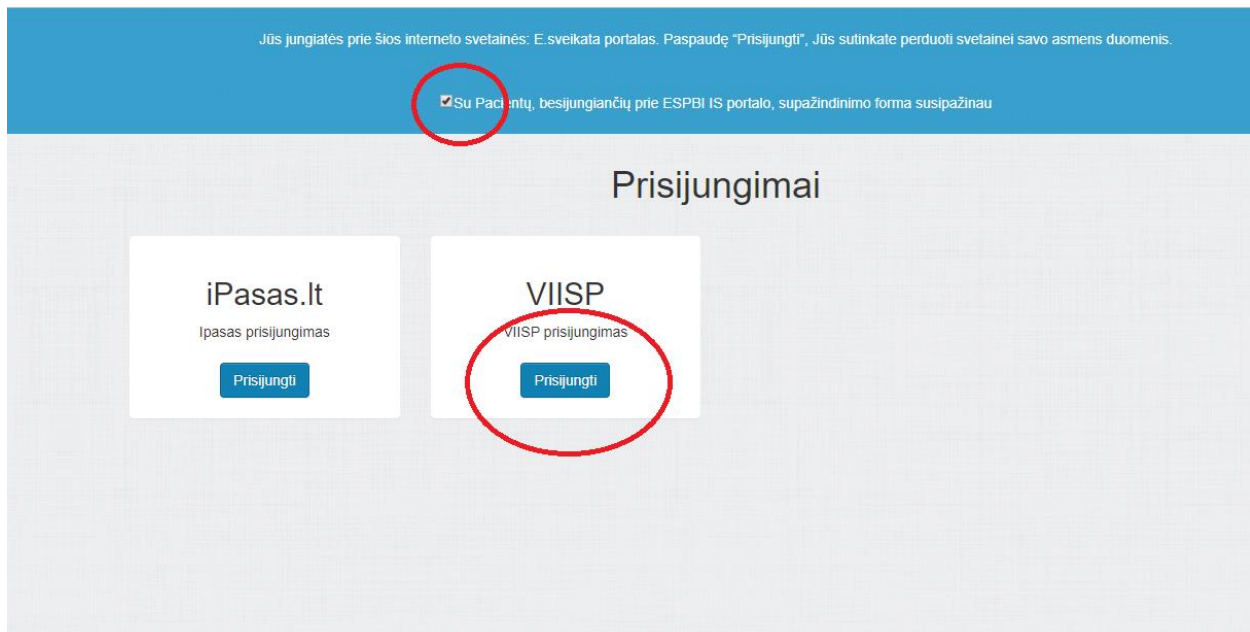 Jūs jungiatės prie šios interneto svetainės: E.sveikata portalas. Paspaudę “Prisijungti”, Jūs sutinkate perduoti svetainei savo asmens duomenis.
Su Pacientų, besijungiančių prie ESPBI IS portalo, supažindinimo forma susipažinau
Prisijungimai
iPasas.lt
Ipasas prisijungimas
Prisijungti
VIISP
VIISP prisijungimas
Prisijungti